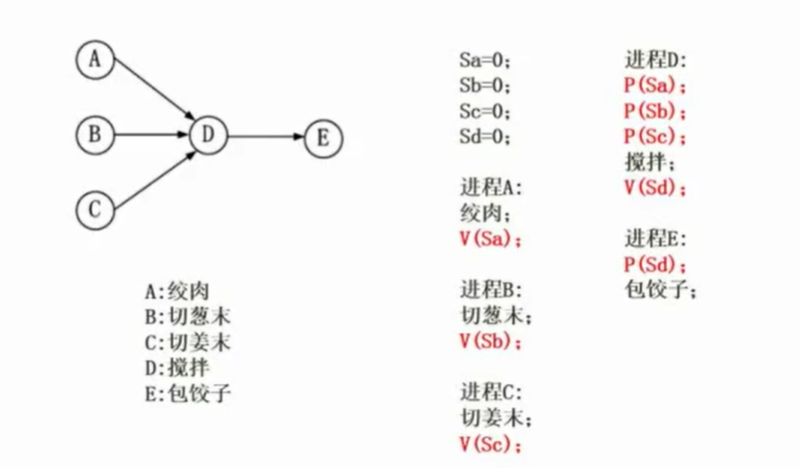 A
B
C
D
E
A:绞肉
B:切葱末
C:切姜末
D:搅拌
E:包饺子
Sa=0;
Sb=0;
Sc=0;
Sd=0;
进程A:
绞肉;
V(Sa);
进程B:
切葱末;
V(Sb);
进程C:
切姜末;
V(Sc);
进程D:
P(Sa);
P(Sb);
P(Sc);
搅拌;
V(Sd);
进程E:
P(Sd);
包饺子;